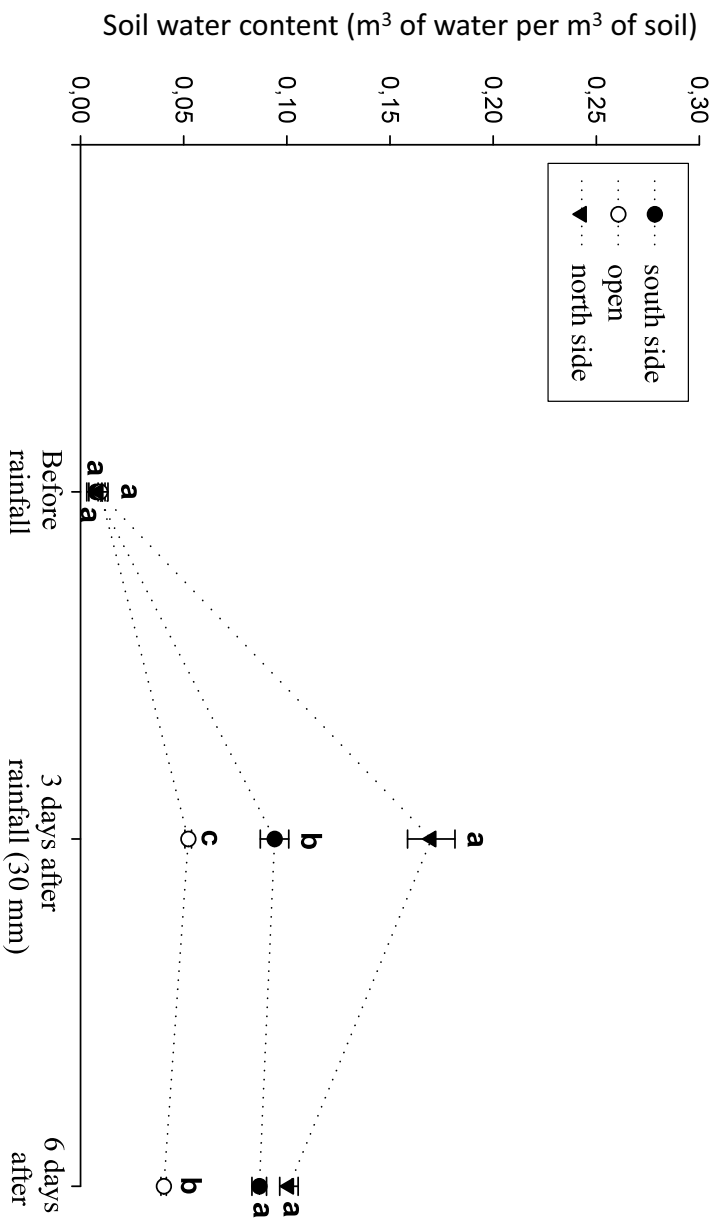 Soil water content (m³ of water per m³ of soil)
0,30
0,25
0,20
0,15
0,10
0,05
0,00
south side
open
north side
a
a
a
a
b
c
a
a
b
Before
rainfall
3 days after
rainfall (30 mm)
6 days
after